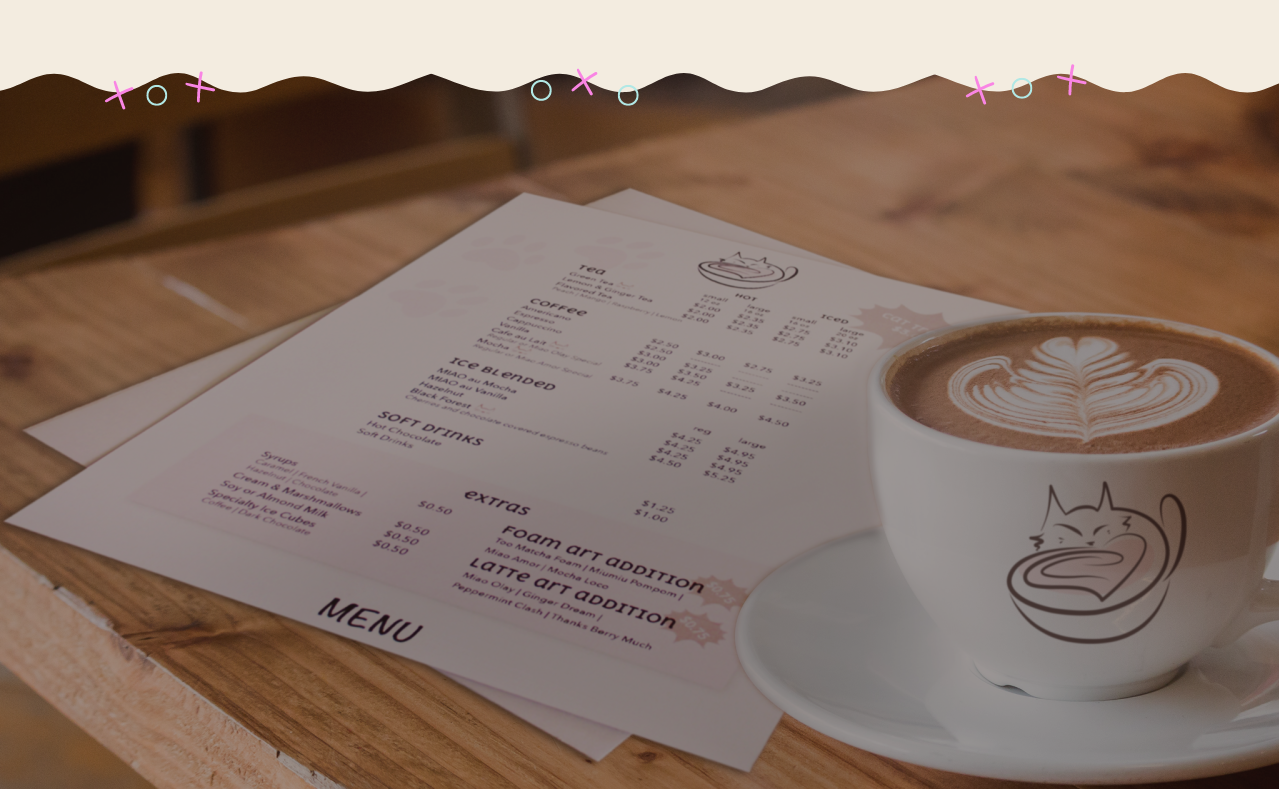 HOT
ICED
Tea
small
large
small
large
Green Tea
$2.00
$2.35
$2.75
$3.10
Lemon & Ginger Tea
$2.00
$2.35
$2.75
$3.10
Flavored Tea
$2.00
$2.35
$2.75
$3.10
COFFee
Americano
$2.50
$3.00
$2.75
$3.25
Espresso
$2.50
Cappuccino
$3.00
$3.25
Vanilla
$3.00
$3.50
$3.25
$3.50
Café au Lait
$3.75
$4.25
Mocha
$3.75
$4.25
$4.00
$4.50
ICe BLenDeD
reg
large
MIAO au Mocha
$4.25
$4.95
MIAO au Vanilla
$4.25
$4.95
Hazelnut
$4.25
$4.95
Black Forest
$4.50
$5.25
Cherries and chocolate covered espresso beans
SOFT DrINKS
Hot Chocolate
$1.25
Soft Drinks
$1.00
exTras
Syrups
$0.50
Caramel | French Vanilla |
Hazelnut | Chocolate
Cream & Marshmallows
$0.50
Soy or Almond Milk
$0.50
Specialty Ice Cubes
$0.50
Coffee | Dark Chocolate
Foam arT aDDITIon
Too Matcha Foam | Miumiu Pompom |
Miao Amor | Mocha Loco
LaTTe arT aDDITIon
$0.75
Miao Olay | Ginger Dream |
Peppermint Clash | Thanks Berry Much
MENU